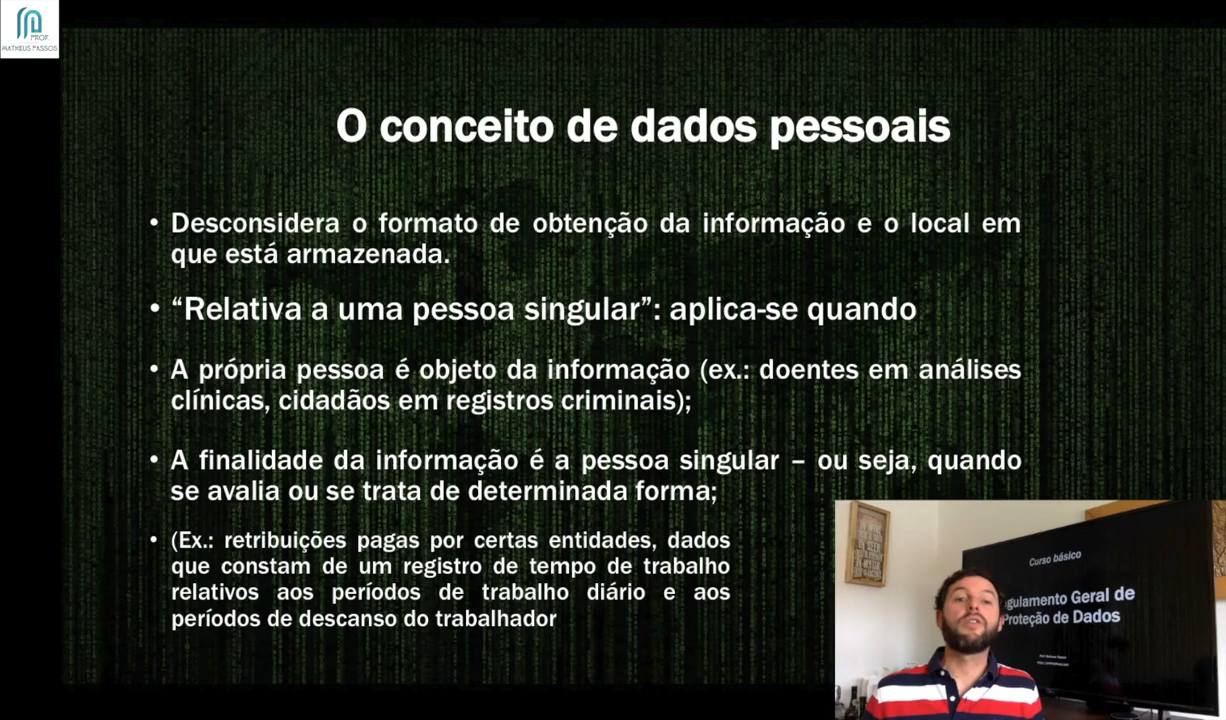 PROF.
MATHEUS PASSOS
O conceito de dados pessoais
• Desconsidera o formato de obtenção da informação e o local em
que está armazenada.
• “Relativa a uma pessoa singular”: aplica-se quando
• A própria pessoa é objeto da informação (ex.: doentes em análises
clínicas, cidadãos em registros criminais);
• A finalidade da informação é a pessoa singular – ou seja, quando
se avalia ou se trata de determinada forma;
• (Ex.: retribuições pagas por certas entidades, dados
que constam de um registro de tempo de trabalho
relativos aos períodos de trabalho diário e aos
períodos de descanso do trabalhador
Curso básico
gulamento Geral de
Proteção de Dados